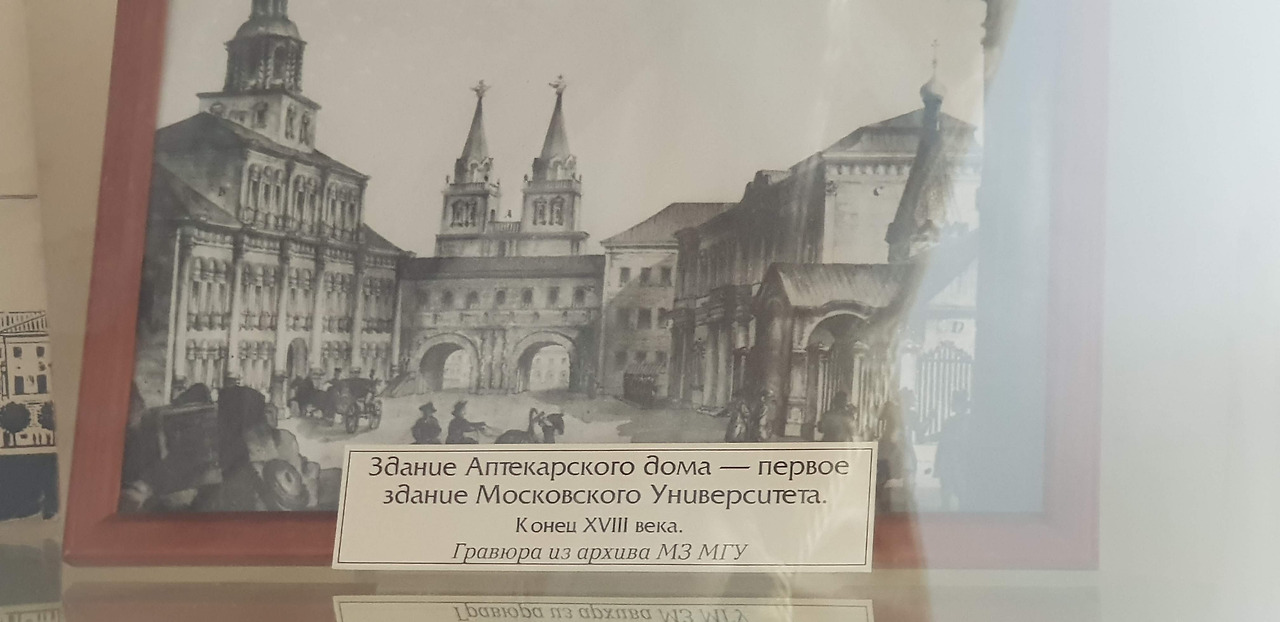 Здание Аптекарского дома — первое
здание Московского Университета.
Конец XVIII века.
Гравюра из архива МЗ МГУ